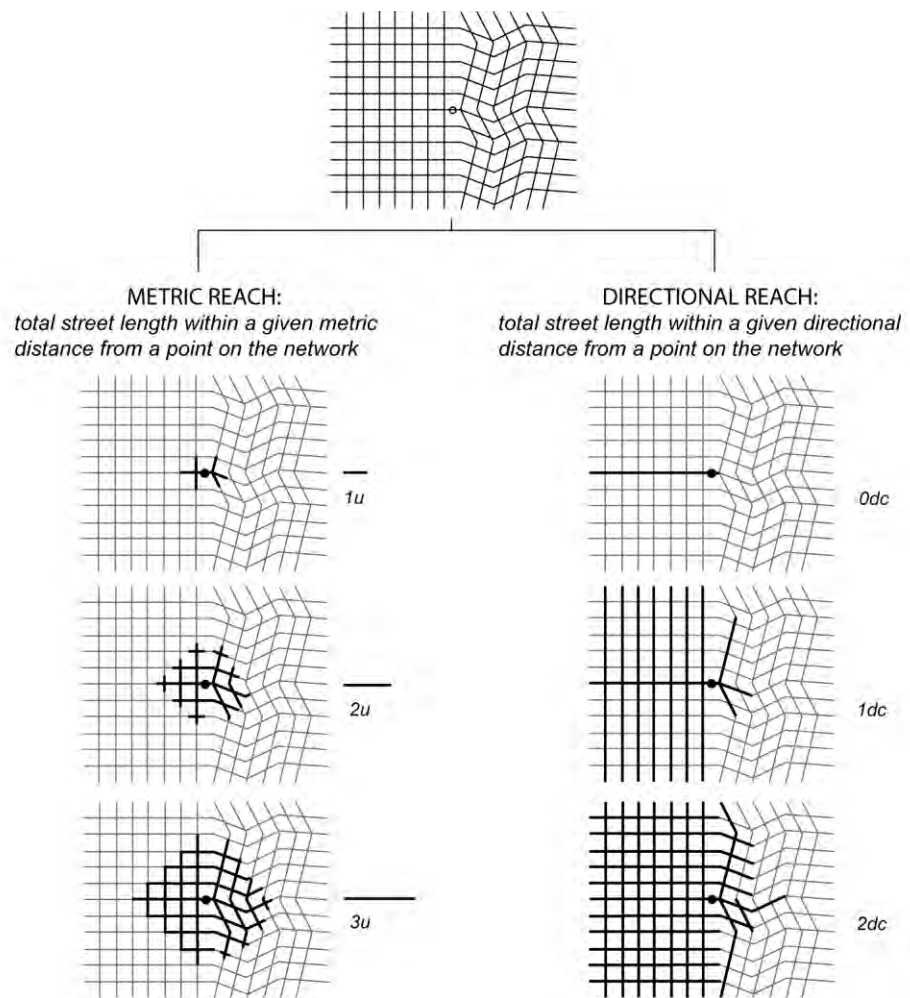 METRIC REACH:
total street length within a given metric
distance from a point on the network
1u
2u
3u
DIRECTIONAL REACH:
total street length within a given directional
distance from a point on the network
0dc
1dc
2dc